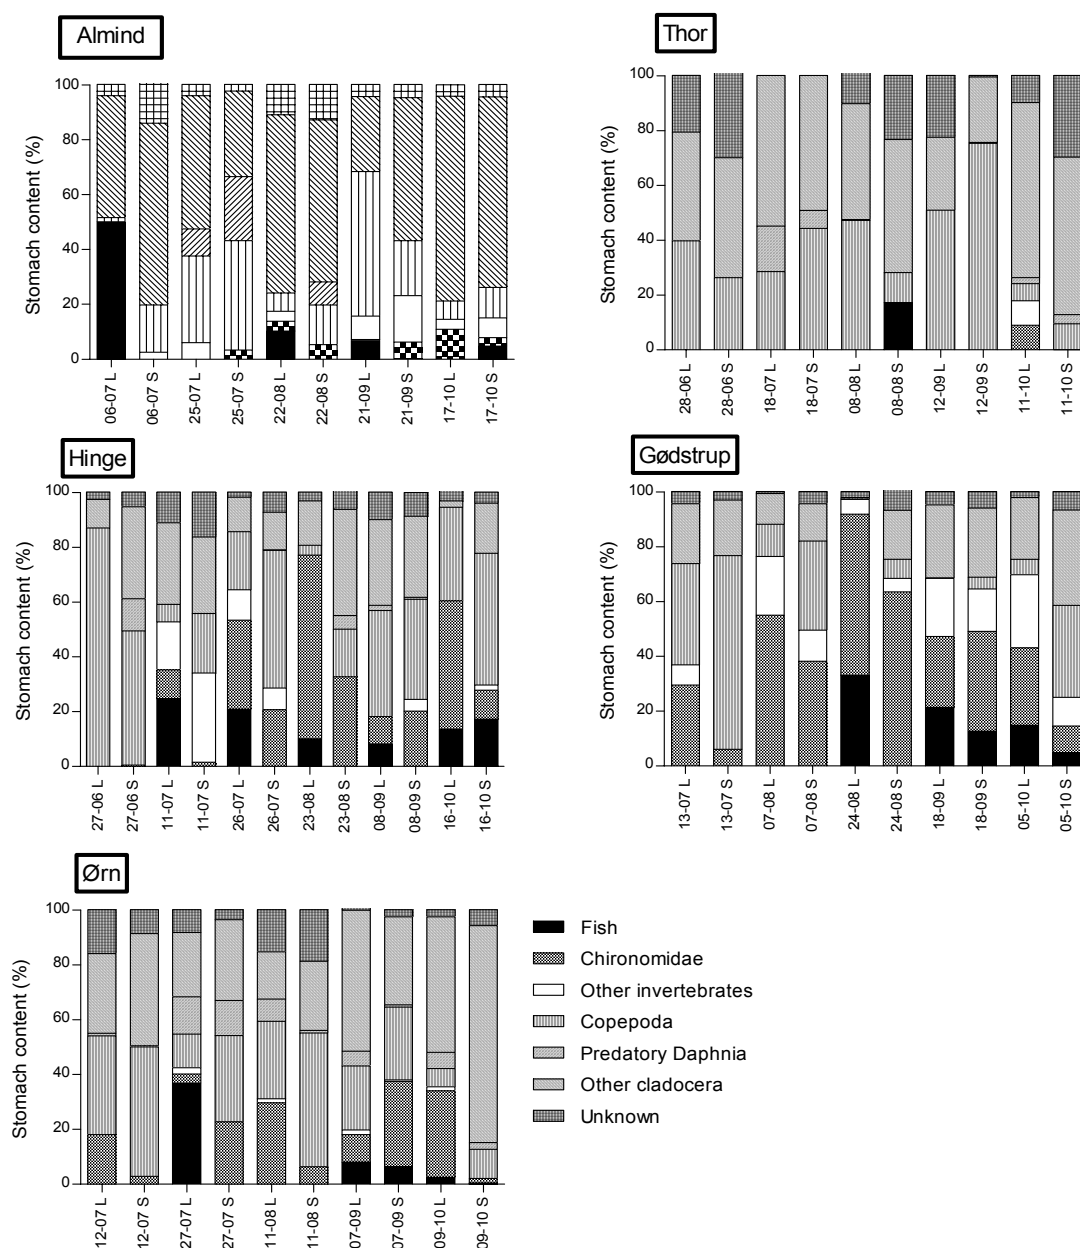 Almind
Stomach content (%)
100
80
60
40
20
0
06-07 L
06-07 S
25-07 L
25-07 S
22-08 L
22-08 S
21-09 L
21-09 S
17-10 L
17-10 S
Thor
Stomach content (%)
100
80
60
40
20
0
28-06 L
28-06 S
18-07 L
18-07 S
08-08 L
08-08 S
12-09 L
12-09 S
11-10 L
11-10 S
Hinge
Stomach content (%)
100
80
60
40
20
0
27-06 L
27-06 S
11-07 L
11-07 S
26-07 L
26-07 S
23-08 L
23-08 S
08-09 L
08-09 S
16-10 L
16-10 S
Gødstrup
Stomach content (%)
100
80
60
40
20
0
13-07 L
13-07 S
07-08 L
07-08 S
24-08 L
24-08 S
18-09 L
18-09 S
05-10 L
05-10 S
Ørn
Stomach content (%)
100
80
60
40
20
0
12-07 L
12-07 S
27-07 L
27-07 S
11-08 L
11-08 S
07-09 L
07-09 S
09-10 L
09-10 S
Fish
Chironomidae
Other invertebrates
Copepoda
Predatory Daphnia
Other cladocera
Unknown